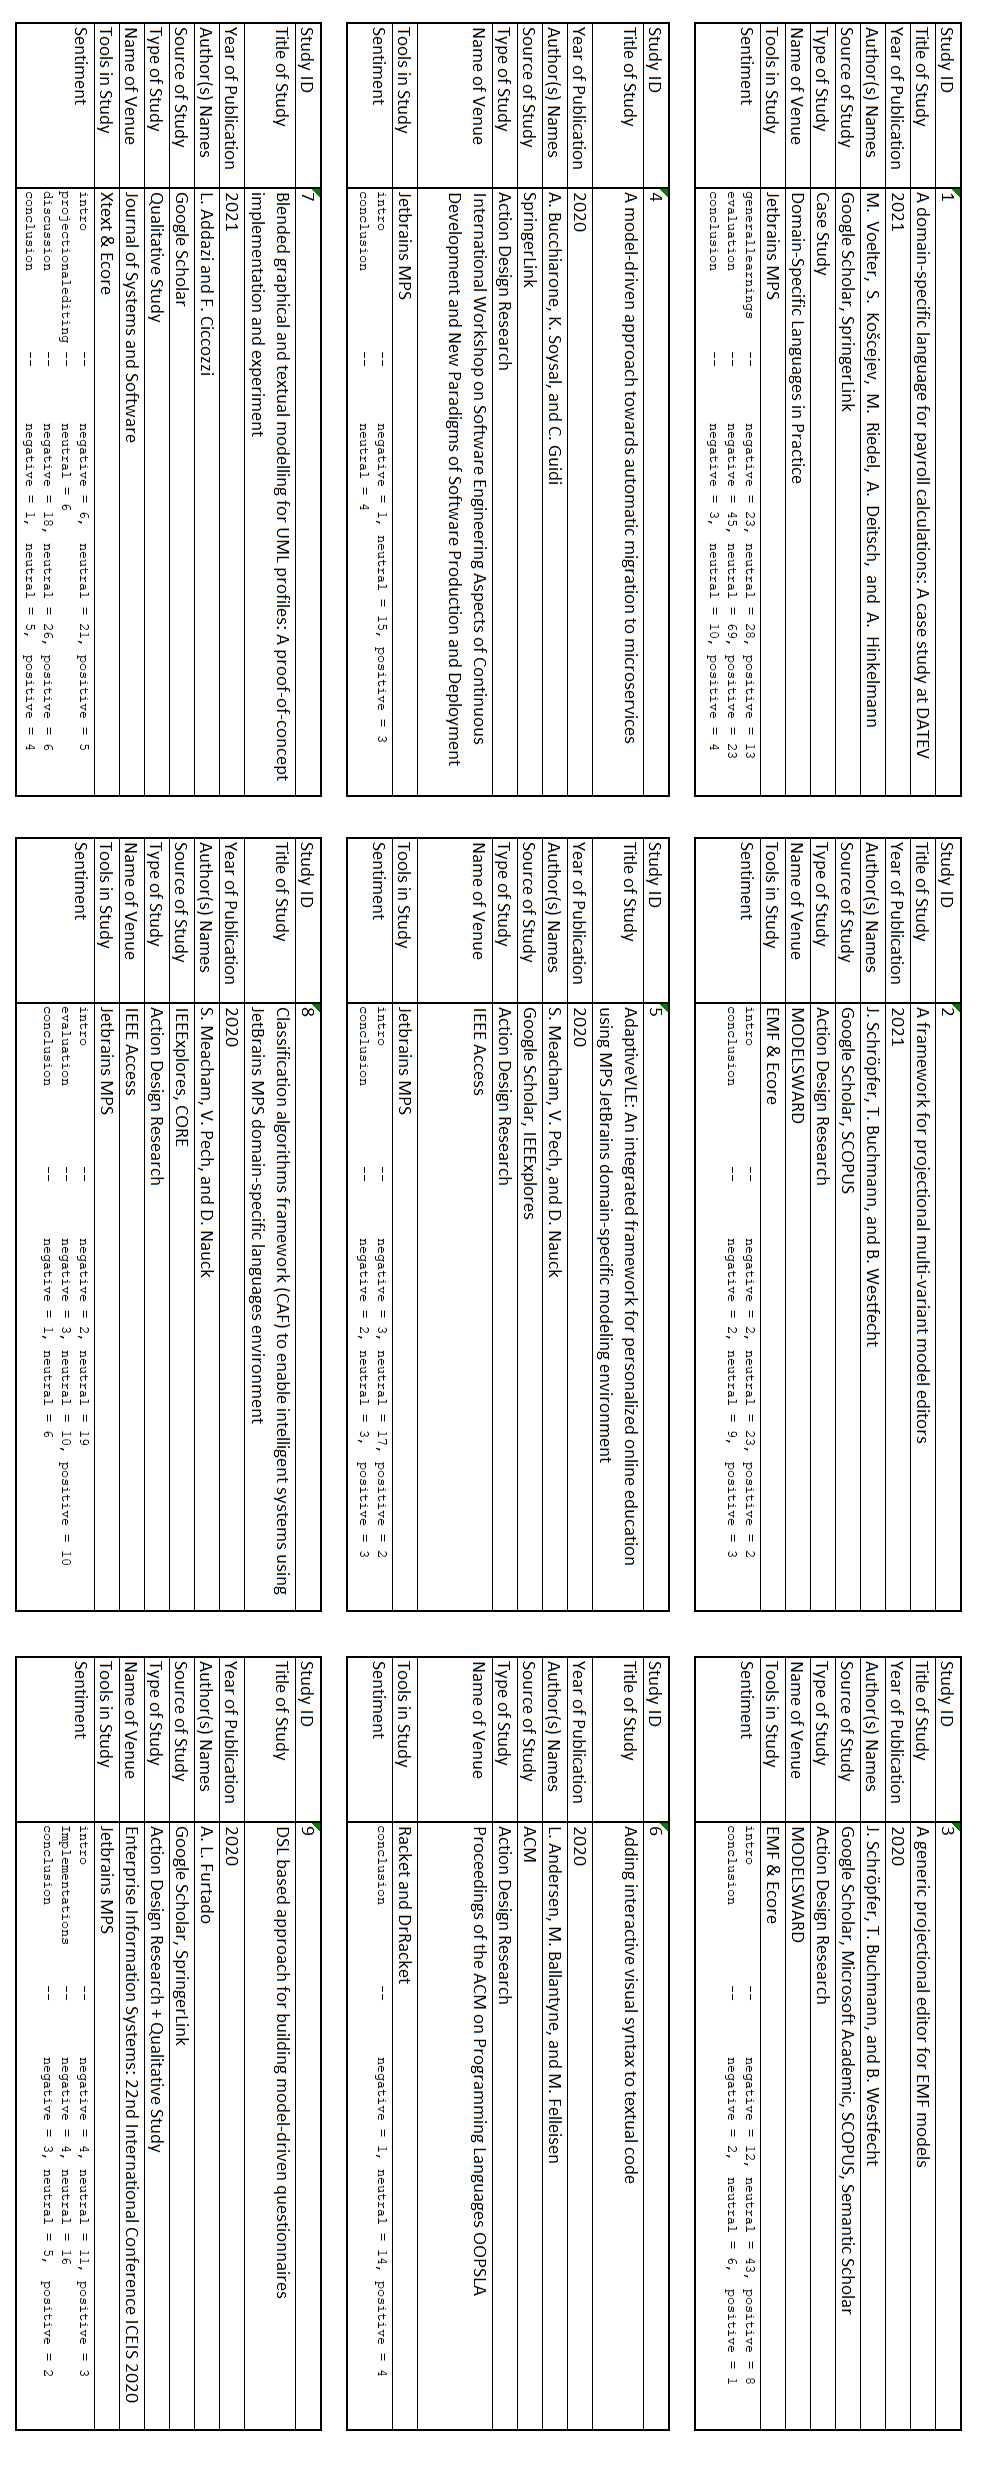 Study ID 1
Title of Study A domain-specific language for payroll calculations: A case study at DATEV
Year of Publication 2021
Author(s) Names M. Voelter, S. Košcejev, M. Riedel, A. Deitsch, and A. Hinkelmann
Source of Study Google Scholar, SpringerLink
Type of Study Case Study
Name of Venue Domain-Specific Languages in Practice
Tools in Study Jetbrains MPS
Sentiment
generallearnings -- negative = 23, neutral = 28, positive = 13
evaluation -- negative = 45, neutral = 69, positive = 23
conclusion -- negative = 3, neutral = 10, positive = 4
Study ID 2
Title of Study A framework for projectional multi-variant model editors
Year of Publication 2021
Author(s) Names J. Schröpfer, T. Buchmann, and B. Westfecht
Source of Study Google Scholar, SCOPUS
Type of Study Action Design Research
Name of Venue MODELSWARD
Tools in Study EMF & Ecore
Sentiment
intro -- negative = 2, neutral = 23, positive = 2
conclusion -- negative = 2, neutral = 9, positive = 3
Study ID 3
Title of Study A generic projectional editor for EMF models
Year of Publication 2020
Author(s) Names J. Schröpfer, T. Buchmann, and B. Westfecht
Source of Study Google Scholar, Microsoft Academic, SCOPUS, Semantic Scholar
Type of Study Action Design Research
Name of Venue MODELSWARD
Tools in Study EMF & Ecore
Sentiment
intro -- negative = 12, neutral = 43, positive = 8
conclusion -- negative = 2, neutral = 6, positive = 1
Study ID 4
Title of Study A model-driven approach towards automatic migration to microservices
Year of Publication 2020
Author(s) Names A. Bucchiarone, K. Soysal, and C. Guidi
Source of Study SpringerLink
Type of Study Action Design Research
Name of Venue International Workshop on Software Engineering Aspects of Continuous
Development and New Paradigms of Software Production and Deployment
Tools in Study Jetbrains MPS
Sentiment
intro -- negative = 1, neutral = 15, positive = 3
conclusion -- neutral = 4
Study ID 5
Title of Study AdaptiveVLE: An integrated framework for personalized online education
using MPS JetBrains domain-specific modeling environment
Year of Publication 2020
Author(s) Names S. Meacham, V. Pech, and D. Nauck
Source of Study Google Scholar, IEEExplores
Type of Study Action Design Research
Name of Venue IEEE Access
Tools in Study Jetbrains MPS
Sentiment
intro -- negative = 3, neutral = 17, positive = 2
conclusion -- negative = 2, neutral = 3, positive = 3
Study ID 6
Title of Study Adding interactive visual syntax to textual code
Year of Publication 2020
Author(s) Names L. Andersen, M. Ballantyne, and M. Felleisen
Source of Study ACM
Type of Study Action Design Research
Name of Venue Proceedings of the ACM on Programming Languages OOPSLA
Tools in Study Racket and DrRacket
Sentiment
conclusion -- negative = 1, neutral = 14, positive = 4
Study ID 7
Title of Study Blended graphical and textual modelling for UML profiles: A proof-of-concept
implementation and experiment
Year of Publication 2021
Author(s) Names L. Addazi and F. Ciccozzi
Source of Study Google Scholar
Type of Study Qualitative Study
Name of Venue Journal of Systems and Software
Tools in Study Xtext & Ecore
Sentiment
intro -- negative = 6, neutral = 21, positive = 5
projectionalediting -- neutral = 6
discussion -- negative = 18, neutral = 26, positive = 6
conclusion -- negative = 1, neutral = 5, positive = 4
Study ID 8
Title of Study Classification algorithms framework (CAF) to enable intelligent systems using
JetBrains MPS domain-specific languages environment
Year of Publication 2020
Author(s) Names S. Meacham, V. Pech, and D. Nauck
Source of Study IEEExplores, CORE
Type of Study Action Design Research
Name of Venue IEEE Access
Tools in Study Jetbrains MPS
Sentiment
intro -- negative = 2, neutral = 19
evaluation -- negative = 3, neutral = 10, positive = 10
conclusion -- negative = 1, neutral = 6
Study ID 9
Title of Study DSL based approach for building model-driven questionnaires
Year of Publication 2020
Author(s) Names A. L. Furtado
Source of Study Google Scholar, SpringerLink
Type of Study Action Design Research + Qualitative Study
Name of Venue Enterprise Information Systems: 22nd International Conference ICEIS 2020
Tools in Study Jetbrains MPS
Sentiment
intro -- negative = 4, neutral = 11, positive = 3
Implementations -- negative = 4, neutral = 16
conclusion -- negative = 3, neutral = 5, positive = 2